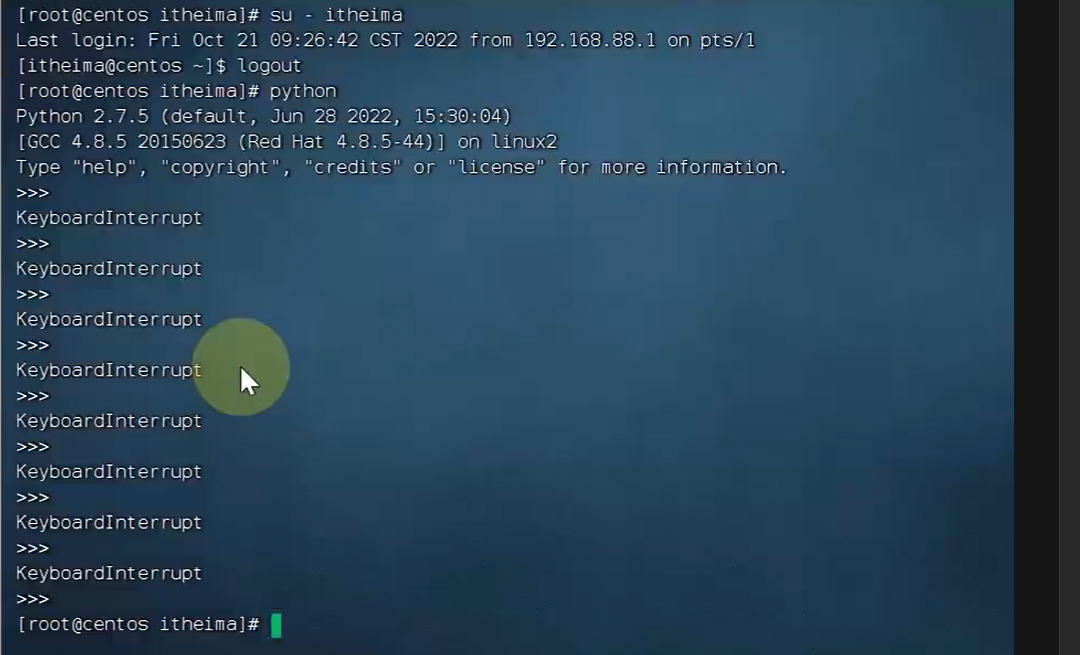 [root@centos itheima]# su - itheima
Last login: Fri Oct 21 09:26:42 CST 2022 from 192.168.88.1 on pts/1
[itheima@centos ~]$ logout
[root@centos itheima]# python
Python 2.7.5 (default, Jun 28 2022, 15:30:04)
[GCC 4.8.5 20150623 (Red Hat 4.8.5-44)] on linux2
Type "help", "copyright", "credits" or "license" for more information.
>>>
KeyboardInterrupt
>>>
KeyboardInterrupt
>>>
KeyboardInterrupt
>>>
KeyboardInterrupt
>>>
KeyboardInterrupt
>>>
KeyboardInterrupt
>>>
KeyboardInterrupt
>>>
KeyboardInterrupt
>>>
[root@centos itheima]#